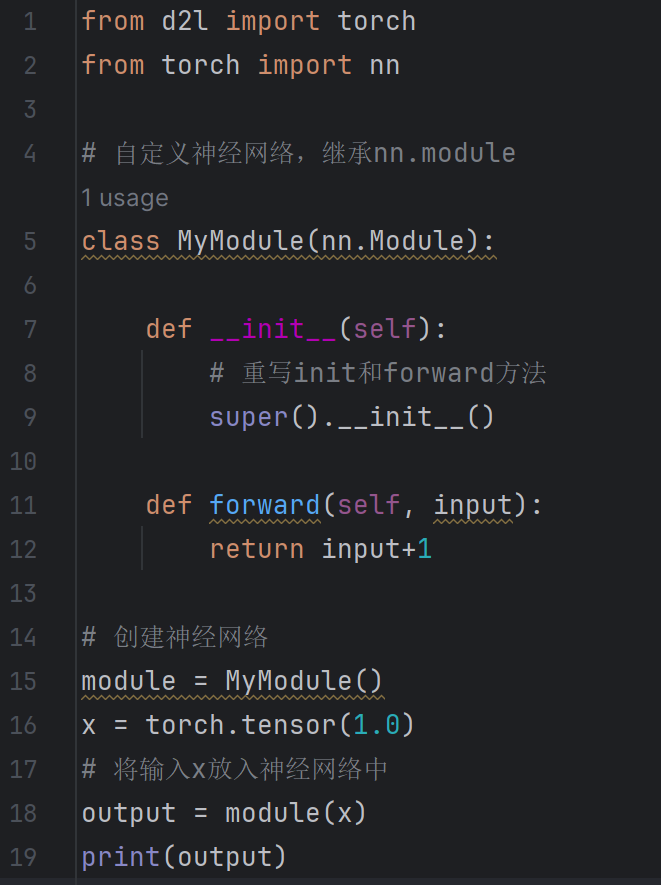 1 from d2l import torch
2 from torch import nn
3
4 # 自定义神经网络，继承nn.module
1 usage
5 class MyModule(nn.Module):
6
7 def __init__(self):
8 # 重写init和forward方法
9 super().__init__()
10
11 def forward(self, input):
12 return input+1
13
14 # 创建神经网络
15 module = MyModule()
16 x = torch.tensor(1.0)
17 # 将输入x放入神经网络中
18 output = module(x)
19 print(output)